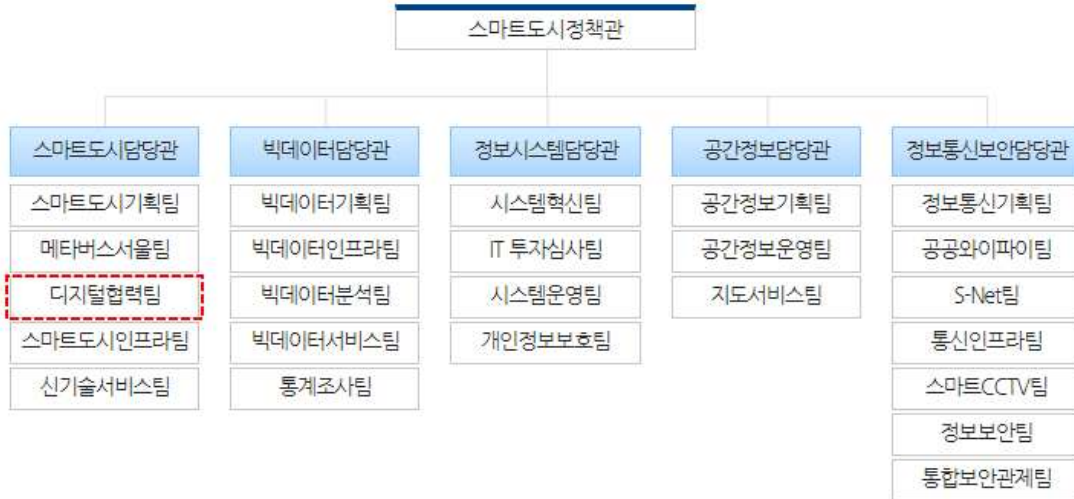 스마트도시정책관
스마트도시담당관
스마트도시기획팀
메타버스서울팀
디지털협력팀
스마트도시인프라팀
신기술서비스팀
빅데이터담당관
빅데이터기획팀
빅데이터인프라팀
빅데이터분석팀
빅데이터서비스팀
통계조사팀
정보시스템담당관
시스템혁신팀
IT 투자심사팀
시스템운영팀
개인정보보호팀
공간정보담당관
공간정보기획팀
공간정보운영팀
지도서비스팀
정보통신보안담당관
정보통신기획팀
공공와이파이팀
S-Net팀
통신인프라팀
스마트CCTV팀
정보보안팀
통합보안관제팀